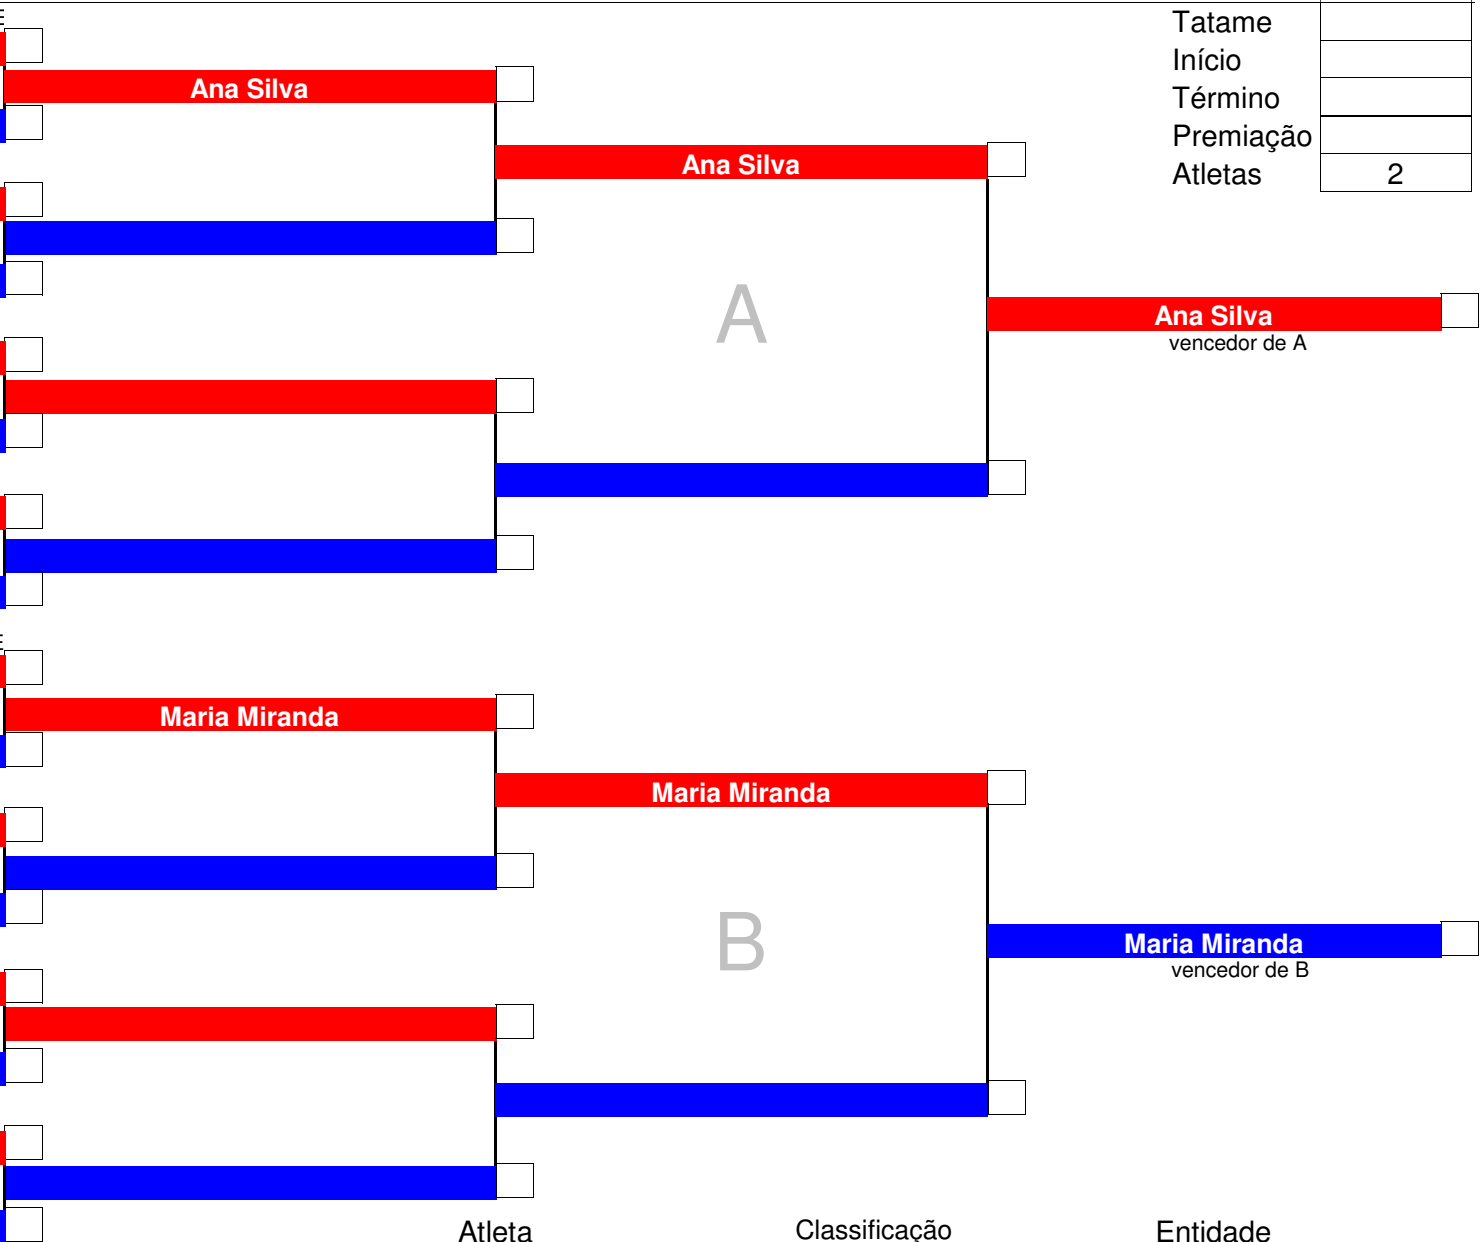 Tatame
Início
Término
Premiação
Atletas 2
Ana Silva
Ana Silva
A
Ana Silva
vencedor de A
Maria Miranda
Maria Miranda
B
Maria Miranda
vencedor de B
Atleta Classificação Entidade